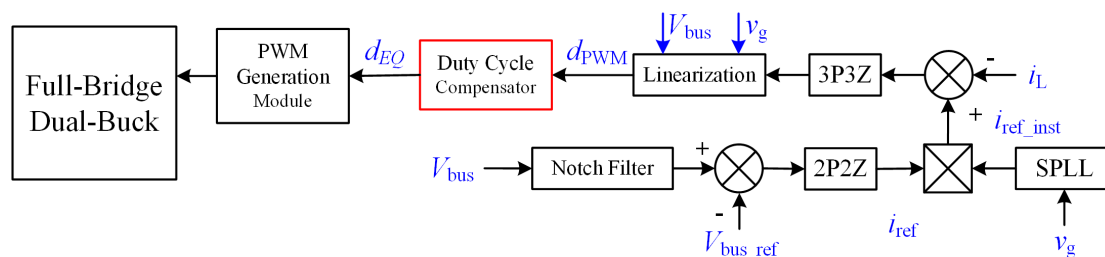 Full-Bridge
Dual-Buck
PWM
Generation
Module
d_EQ
Duty Cycle
Compensator
d_PWM
V_bus
v_g
Linearization
3P3Z
-
i_L
+
i_ref_inst
V_bus
Notch Filter
+
-
V_bus_ref
2P2Z
i_ref
SPLL
v_g